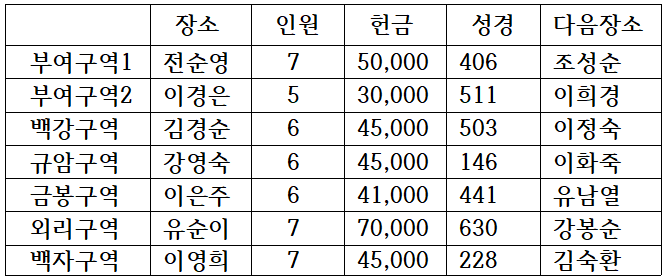 장소 인원 헌금 성경 다음장소
부여구역1 전순영 7 50,000 406 조성순
부여구역2 이경은 5 30,000 511 이희경
백강구역 김경순 6 45,000 503 이정숙
규암구역 강영숙 6 45,000 146 이화죽
금봉구역 이은주 6 41,000 441 유남열
외리구역 유순이 7 70,000 630 강봉순
백자구역 이영희 7 45,000 228 김숙환